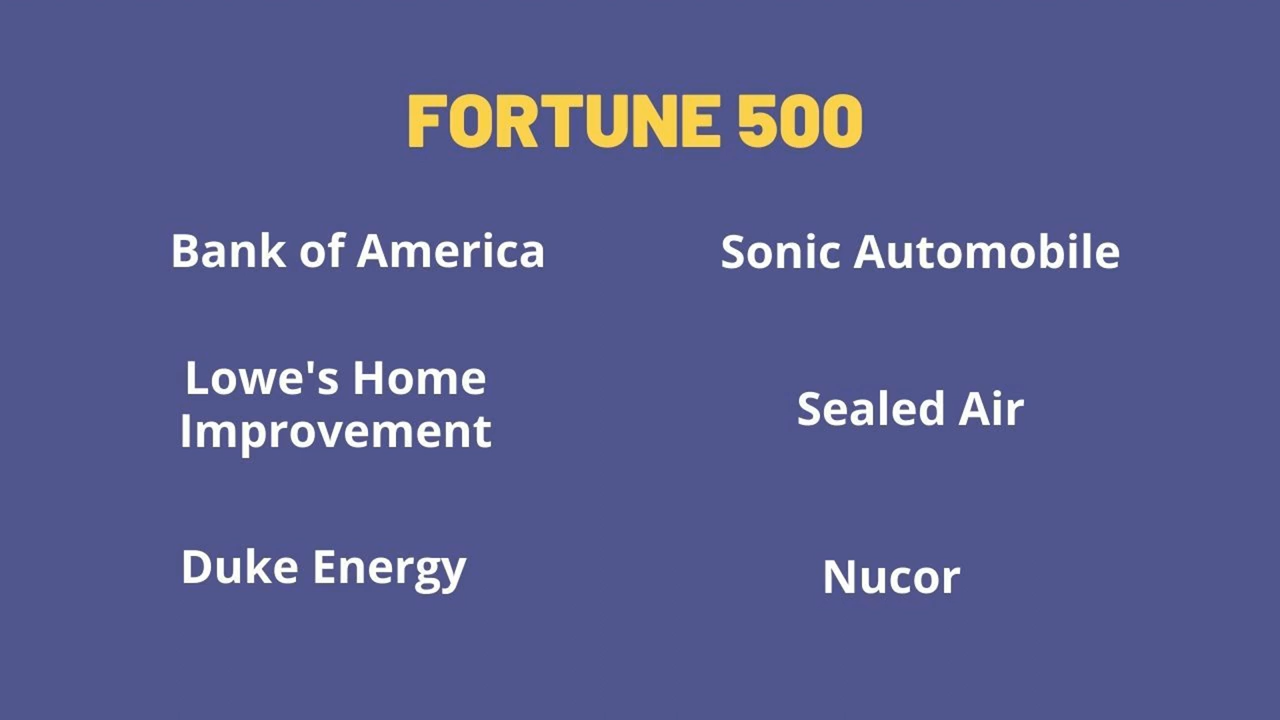 FORTUNE 500
Bank of America
Sonic Automobile
Lowe's Home
Improvement
Sealed Air
Duke Energy
Nucor